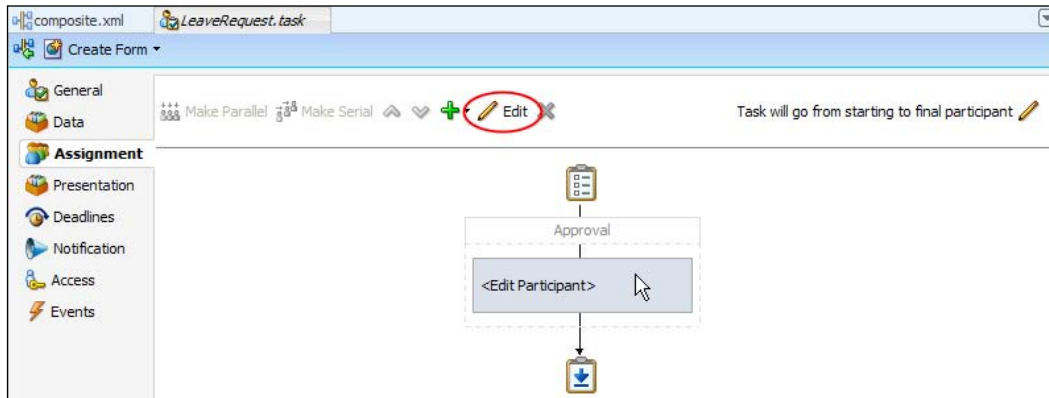 composite.xml LeaveRequest.task
Create Form
General
Data
Assignment
Presentation
Deadlines
Notification
Access
Events
Make Parallel Make Serial Edit Task will go from starting to final participant
Approval
<Edit Participant>